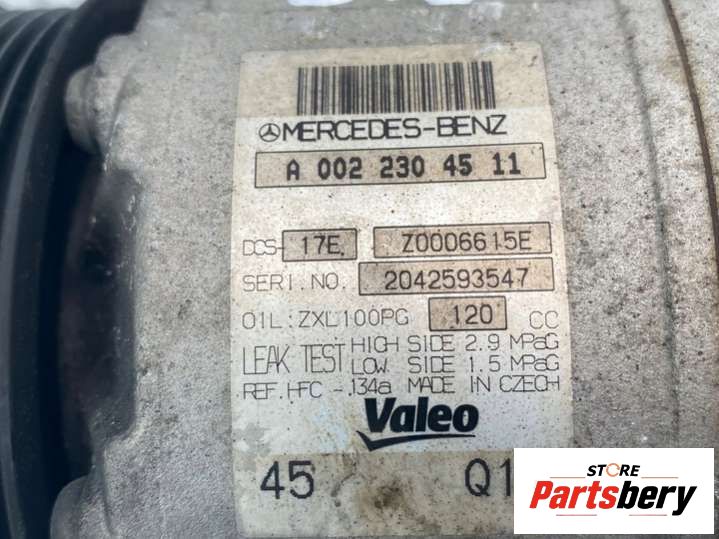 MERCEDES-BENZ
A 002 230 45 11
DCS- 17E. Z0006615E
SERI.NO. 2042593547
OIL:ZXL100PG 120 CC
LEAK TEST HIGH SIDE 2.9 MPaG
LOW SIDE 1.5 MPaG
REF.HFC-134a MADE IN CZECH
Valeo
45 Q1
STORE
Partsbery